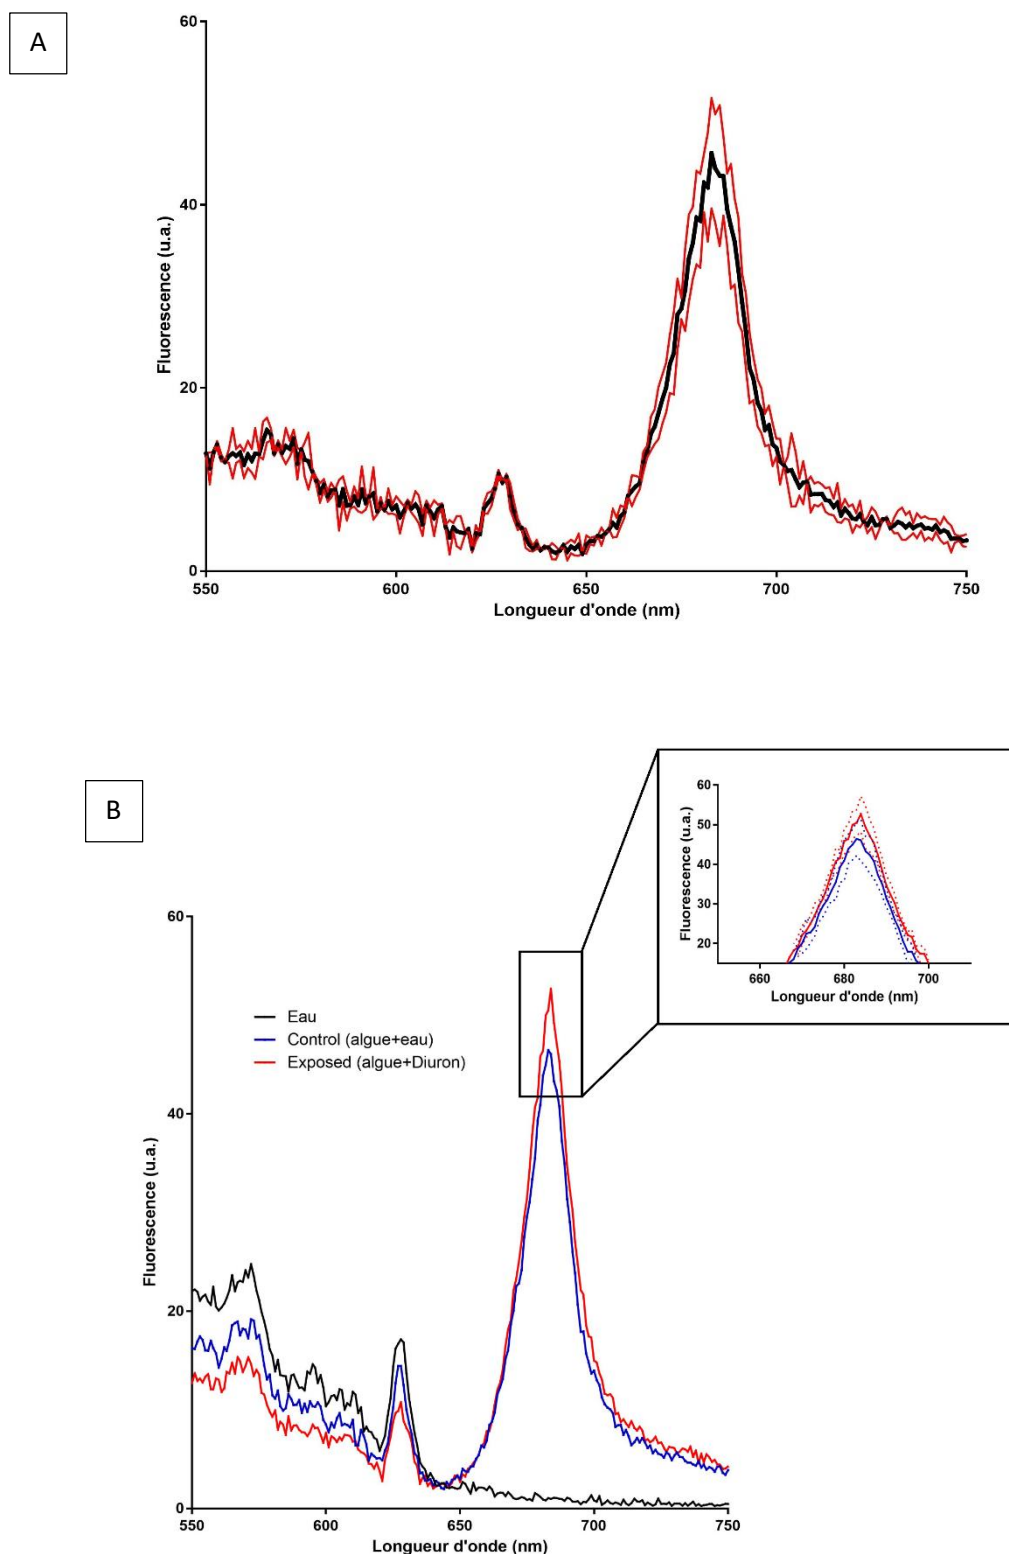 A
60
40
20
0
Fluorescence (u.a.)
550
600
650
700
750
Longueur d'onde (nm)
B
60
50
40
30
20
Fluorescence (u.a.)
660
680
700
Longueur d'onde (nm)
60
40
20
0
Fluorescence (u.a.)
Eau
Control (algue+eau)
Exposed (algue+Diuron)
550
600
650
700
750
Longueur d'onde (nm)